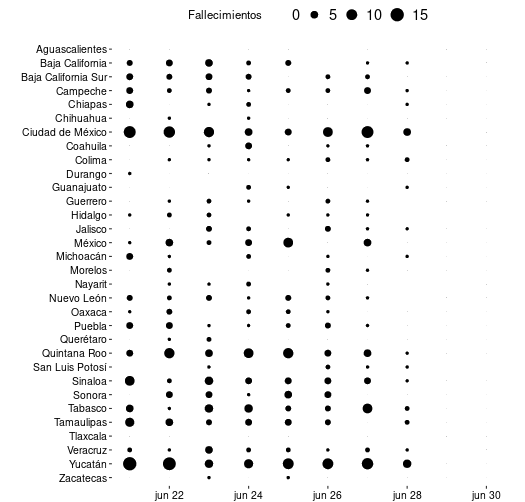 Fallecimientos 0 5 10 15
Aguascalientes
Baja California
Baja California Sur
Campeche
Chiapas
Chihuahua
Ciudad de México
Coahuila
Colima
Durango
Guanajuato
Guerrero
Hidalgo
Jalisco
México
Michoacán
Morelos
Nayarit
Nuevo León
Oaxaca
Puebla
Querétaro
Quintana Roo
San Luis Potosí
Sinaloa
Sonora
Tabasco
Tamaulipas
Tlaxcala
Veracruz
Yucatán
Zacatecas
jun 22 jun 24 jun 26 jun 28 jun 30